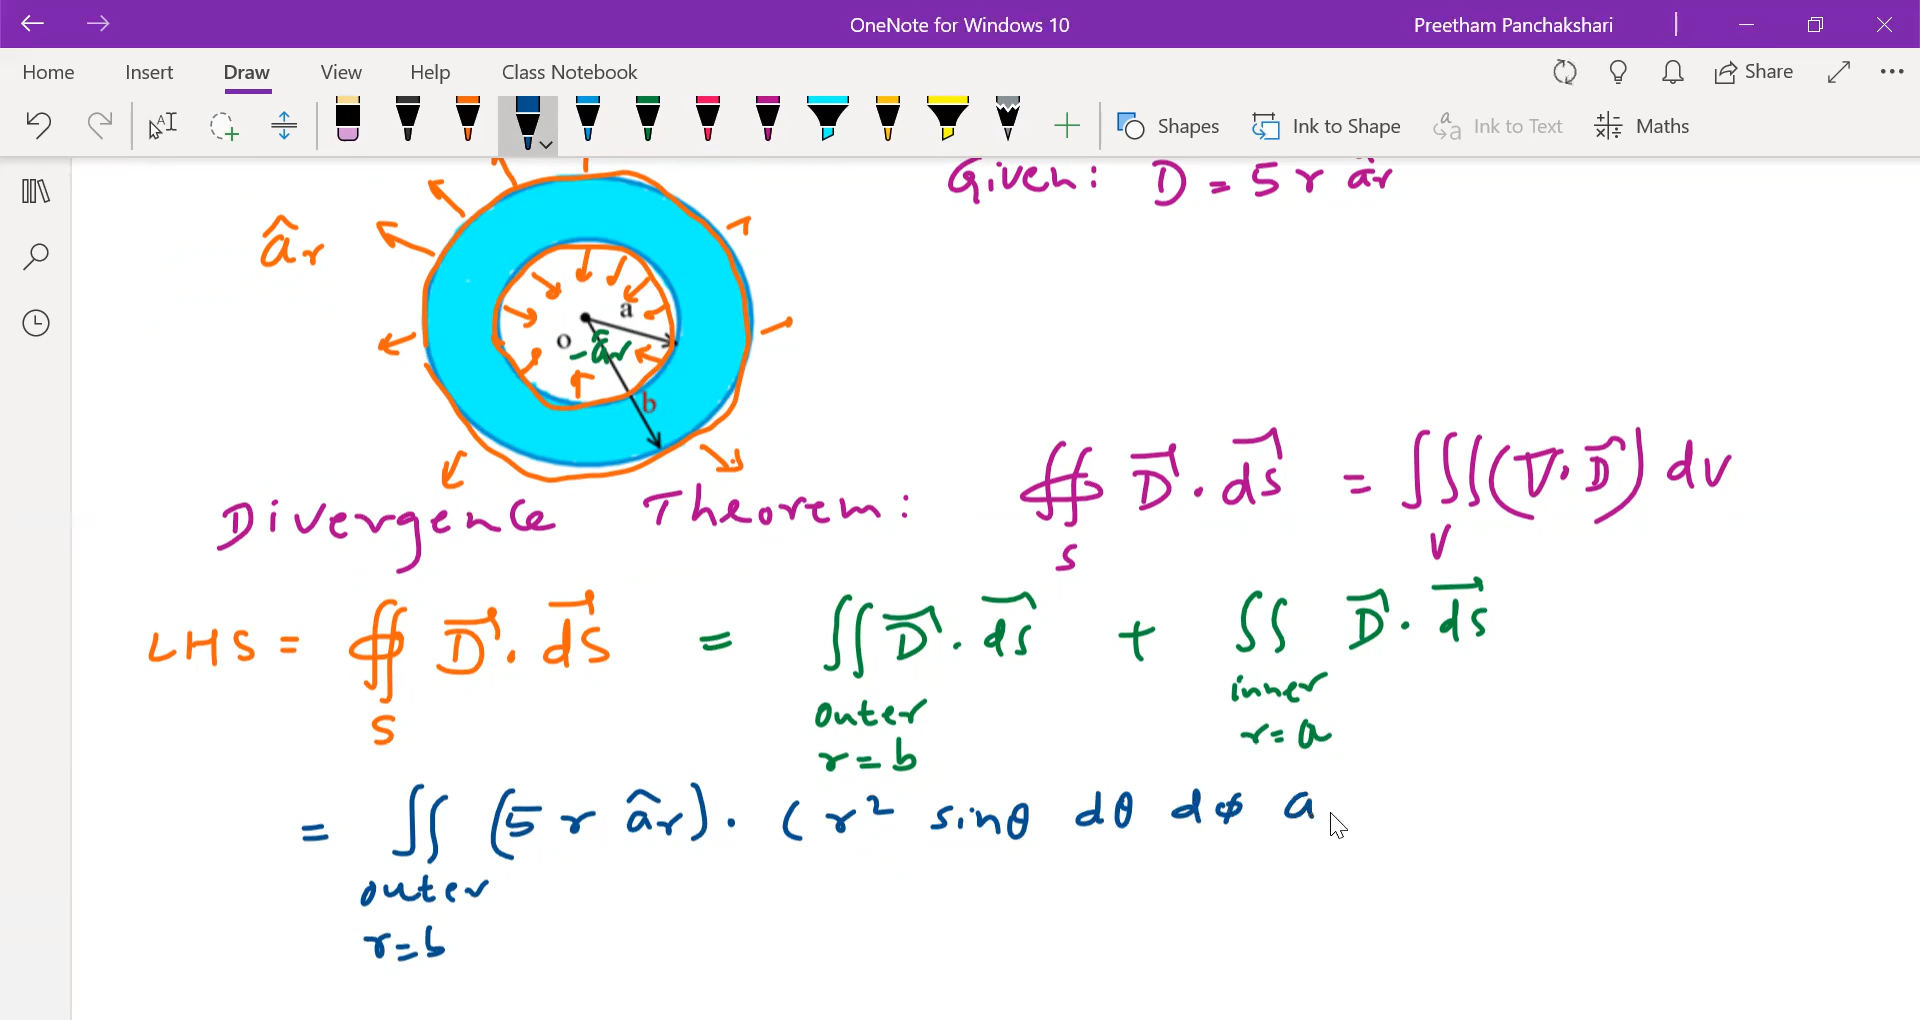 OneNote for Windows 10
Preetham Panchakshari
Home Insert Draw View Help Class Notebook
Share
Shapes
Ink to Shape
Ink to Text
Maths
Given: D = 5 r âr
âr
a
o
-âr
b
Divergence Theorem: ∯ D⃗ . ds⃗ = ∭ (∇ . D⃗) dv
S V
LHS = ∯ D⃗ . ds⃗ = ∬ D⃗ . ds⃗ + ∬ D⃗ . ds⃗
S outer inner
r = b r = a
= ∬ (5 r âr) . ( r² sinθ dθ dφ a
outer
r = b